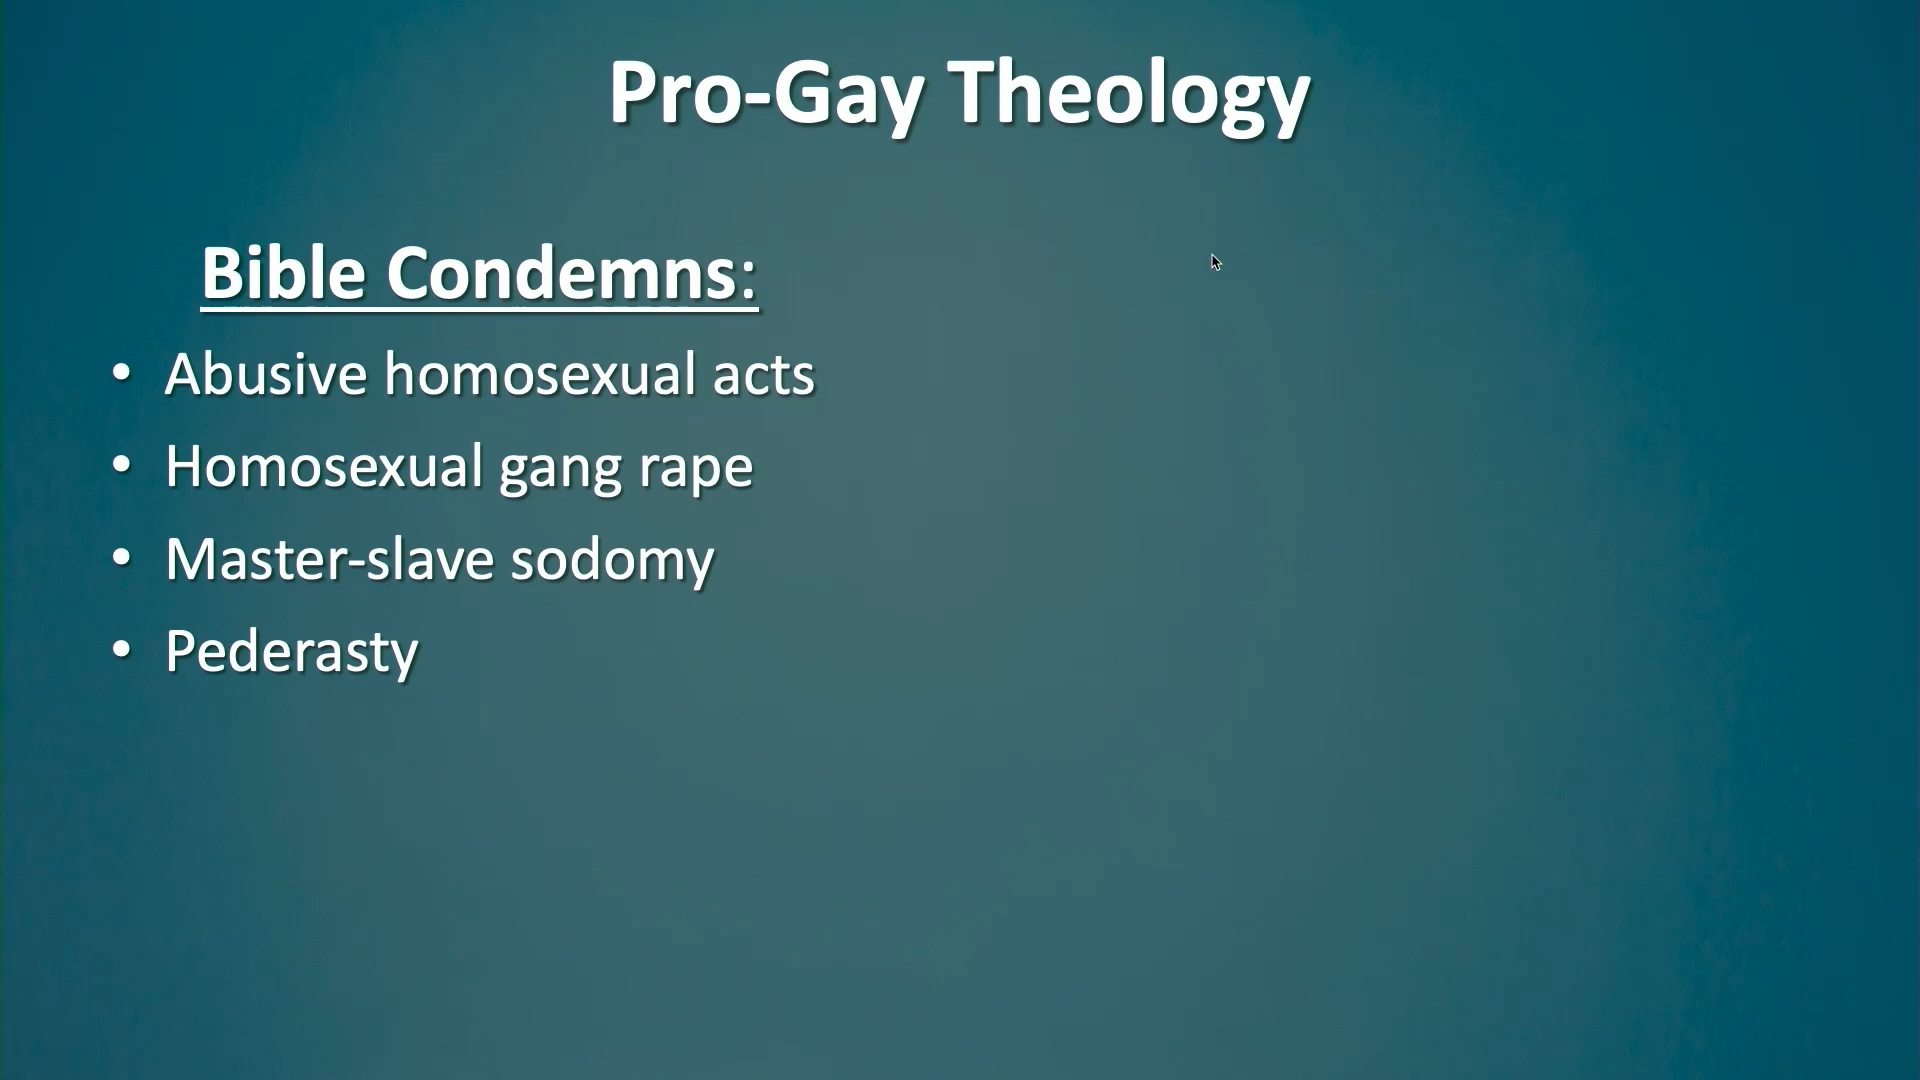 Pro-Gay Theology
Bible Condemns:
• Abusive homosexual acts
• Homosexual gang rape
• Master-slave sodomy
• Pederasty